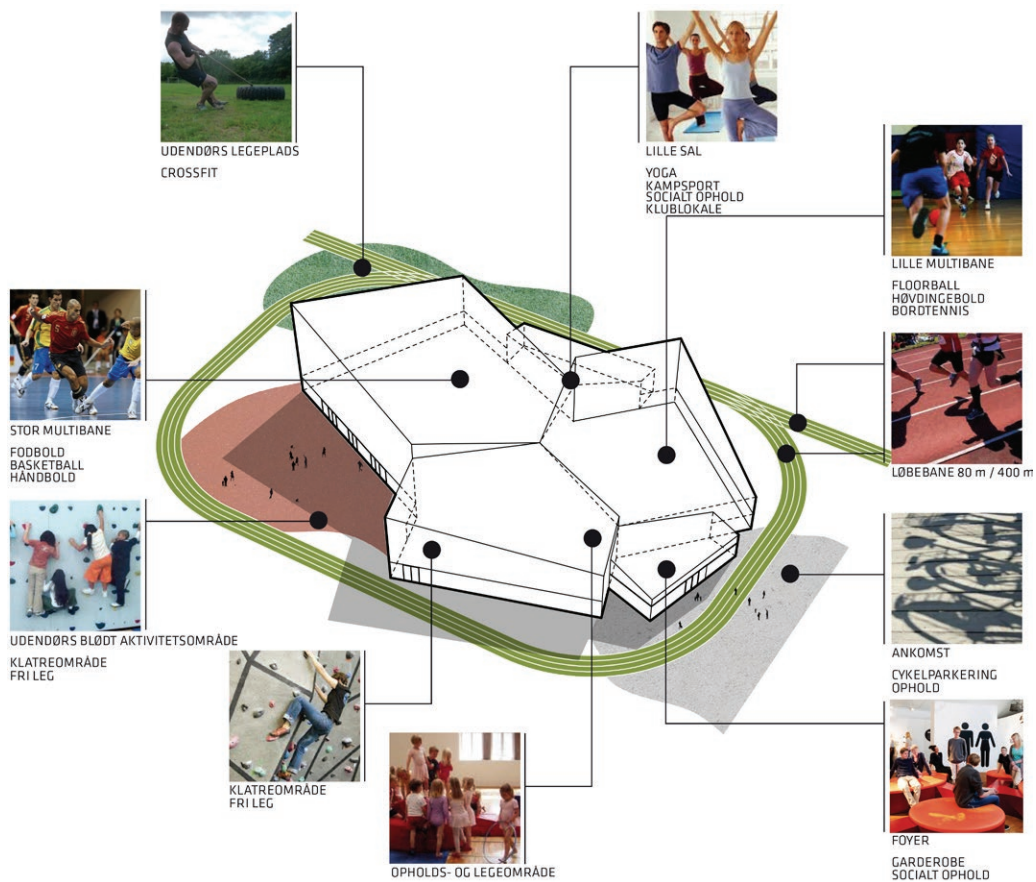 UDENDØRS LEGEPLADS
CROSSFIT
LILLE SAL
YOGA
KAMPSPORT
SOCIALT OPHOLD
KLUBLOKALE
LILLE MULTIBANE
FLOORBALL
HØVDINGEBOLD
BORDTENNIS
STOR MULTIBANE
FODBOLD
BASKETBALL
HÅNDBOLD
LØBEBANE 80 m / 400 m
UDENDØRS BLØDT AKTIVITETSOMRÅDE
KLATREOMRÅDE
FRI LEG
ANKOMST
CYKELPARKERING
OPHOLD
KLATREOMRÅDE
FRI LEG
OPHOLDS- OG LEGEOMRÅDE
FOYER
GARDEROBE
SOCIALT OPHOLD